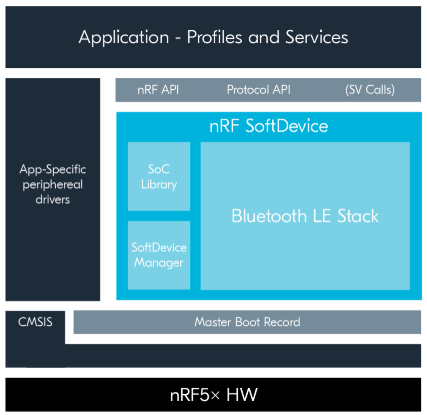 Application - Profiles and Services
nRF API Protocol API (SV Calls)
nRF SoftDevice
App-Specific
periphereal
drivers
SoC
Library
Bluetooth LE Stack
SoftDevice
Manager
CMSIS
Master Boot Record
nRF5× HW